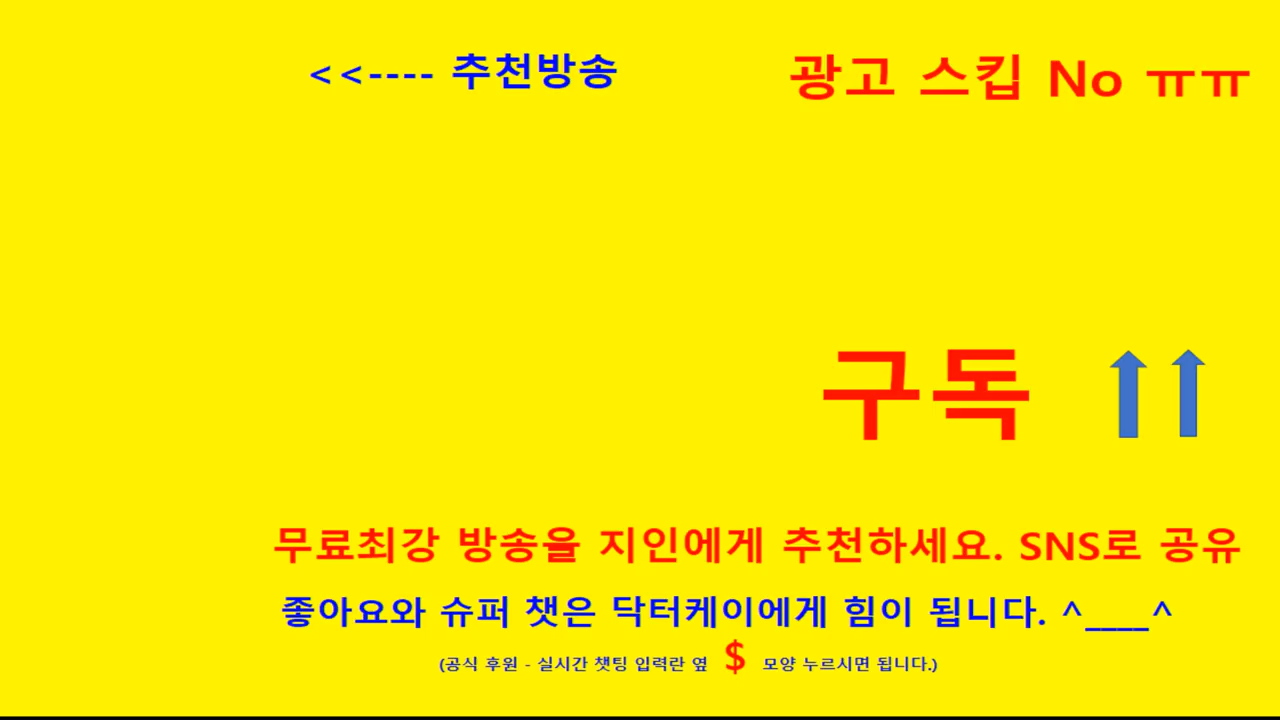 <<---- 추천방송
광고 스킵 No ㅠㅠ
구독
무료최강 방송을 지인에게 추천하세요. SNS로 공유
좋아요와 슈퍼 챗은 닥터케이에게 힘이 됩니다. ^____^
(공식 후원 - 실시간 챗팅 입력란 옆 $ 모양 누르시면 됩니다.)